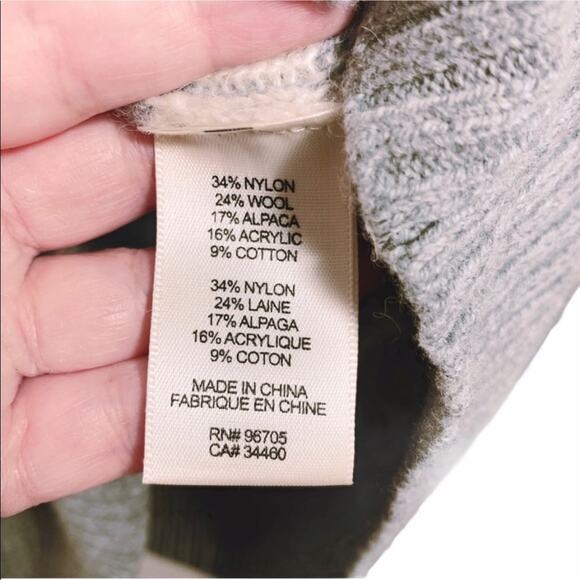 34% NYLON
24% WOOL
17% ALPACA
16% ACRYLIC
9% COTTON
34% NYLON
24% LAINE
17% ALPAGA
16% ACRYLIQUE
9% COTON
MADE IN CHINA
FABRIQUE EN CHINE
RN# 96705
CA# 34460